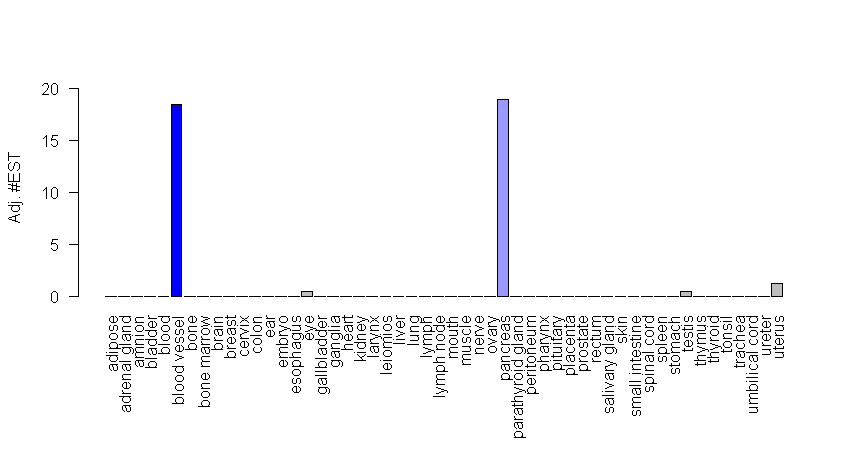 20
15
10
5
0
Adj. #EST
adipose
adrenal gland
amnion
bladder
blood
blood vessel
bone
bone marrow
brain
breast
cervix
colon
ear
embryo
esophagus
eye
gallbladder
ganglia
heart
kidney
larynx
leiomios
liver
lung
lymph
lymph node
mouth
muscle
nerve
ovary
pancreas
parathyroid gland
peritoneum
pharynx
pituitary
placenta
prostate
rectum
salivary gland
skin
small intestine
spinal cord
spleen
stomach
testis
thymus
thyroid
tonsil
trachea
umbilical cord
ureter
uterus